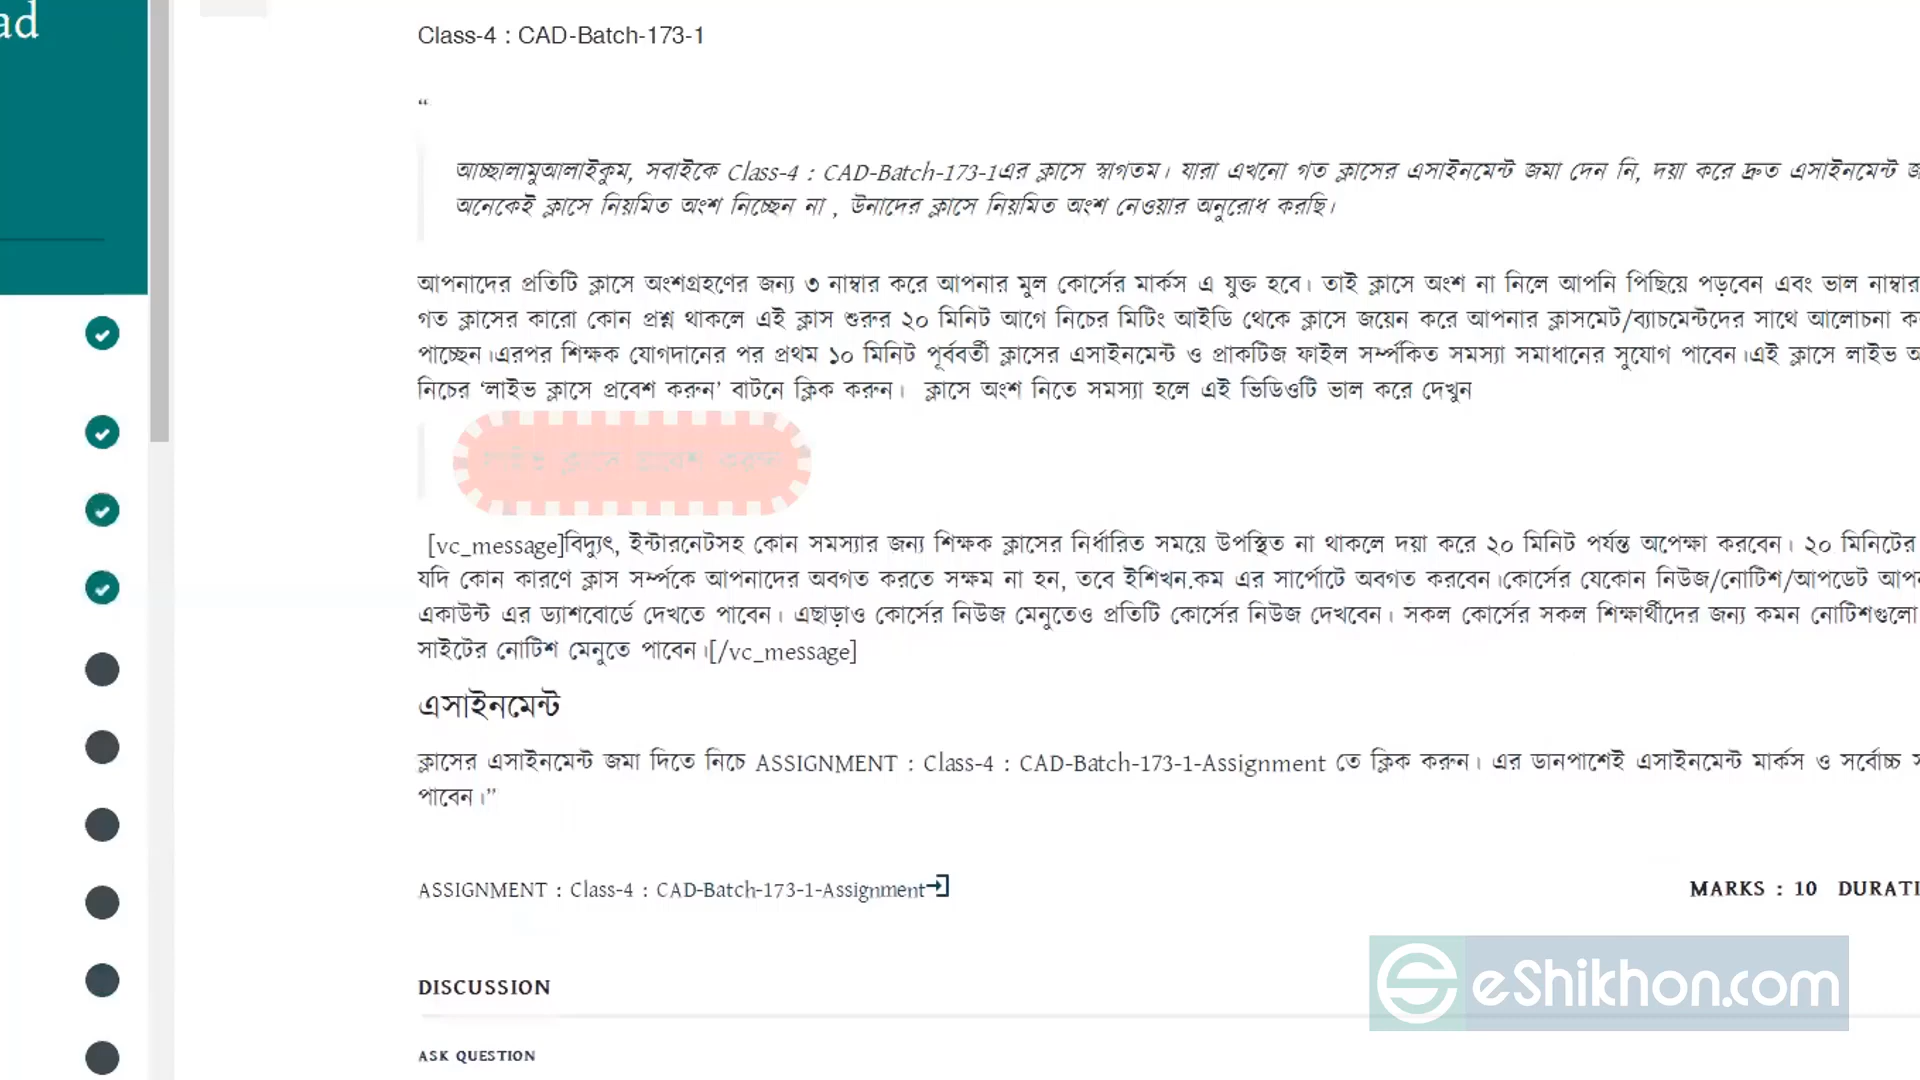 ad
Class-4 : CAD-Batch-173-1
“
আচ্ছালামুআলাইকুম, সবাইকে Class-4 : CAD-Batch-173-1এর ক্লাসে স্বাগতম। যারা এখনো গত ক্লাসের এসাইনমেন্ট জমা দেন নি, দয়া করে দ্রুত এসাইনমেন্ট
অনেকেই ক্লাসে নিয়মিত অংশ নিচ্ছেন না , উনাদের ক্লাসে নিয়মিত অংশ নেওয়ার অনুরোধ করছি।
আপনাদের প্রতিটি ক্লাসে অংশগ্রহণের জন্য ৩ নাম্বার করে আপনার মুল কোর্সের মার্কস এ যুক্ত হবে। তাই ক্লাসে অংশ না নিলে আপনি পিছিয়ে পড়বেন এবং ভাল নাম্বার
গত ক্লাসের কারো কোন প্রশ্ন থাকলে এই ক্লাস শুরুর ২০ মিনিট আগে নিচের মিটিং আইডি থেকে ক্লাসে জয়েন করে আপনার ক্লাসমেট/ব্যাচমেন্টদের সাথে আলোচনা
পাচ্ছেন।এরপর শিক্ষক যোগদানের পর প্রথম ১০ মিনিট পূর্ববর্তী ক্লাসের এসাইনমেন্ট ও প্রাকটিজ ফাইল সর্ম্পকিত সমস্যা সমাধানের সুযোগ পাবেন।এই ক্লাসে লাইভ
নিচের ‘লাইভ ক্লাসে প্রবেশ করুন’ বাটনে ক্লিক করুন। ক্লাসে অংশ নিতে সমস্যা হলে এই ভিডিওটি ভাল করে দেখুন
লাইভ ক্লাসে প্রবেশ করুন
[vc_message]বিদ্যুৎ, ইন্টারনেটসহ কোন সমস্যার জন্য শিক্ষক ক্লাসের নির্ধারিত সময়ে উপস্থিত না থাকলে দয়া করে ২০ মিনিট পর্যন্ত অপেক্ষা করবেন। ২০ মিনিটের
যদি কোন কারণে ক্লাস সর্ম্পকে আপনাদের অবগত করতে সক্ষম না হন, তবে ইশিখন.কম এর সার্পোটে অবগত করবেন।কোর্সের যেকোন নিউজ/নোটিশ/আপডেট
একাউন্ট এর ড্যাশবোর্ডে দেখতে পাবেন। এছাড়াও কোর্সের নিউজ মেনুতেও প্রতিটি কোর্সের নিউজ দেখবেন। সকল কোর্সের সকল শিক্ষার্থীদের জন্য কমন নোটিশগুলো
সাইটের নোটিশ মেনুতে পাবেন।[/vc_message]
এসাইনমেন্ট
ক্লাসের এসাইনমেন্ট জমা দিতে নিচে ASSIGNMENT : Class-4 : CAD-Batch-173-1-Assignment তে ক্লিক করুন। এর ডানপাশেই এসাইনমেন্ট মার্কস ও সর্বোচ্চ
পাবেন।”
ASSIGNMENT : Class-4 : CAD-Batch-173-1-Assignment
MARKS : 10 DURATI
DISCUSSION
eShikhon.com
ASK QUESTION